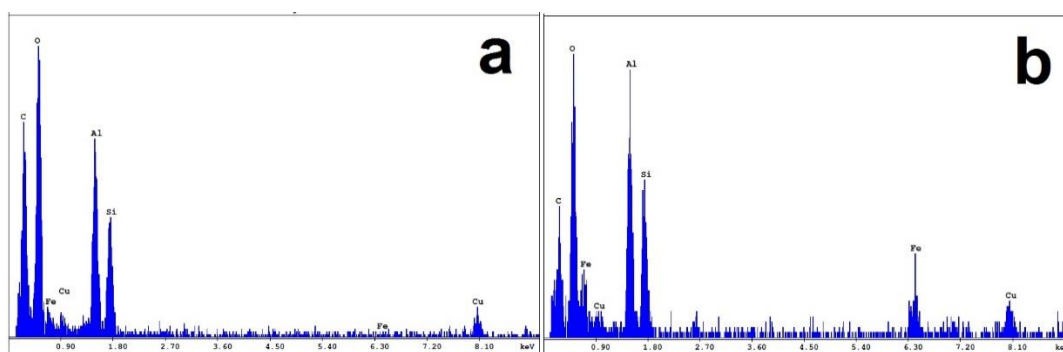 a
O
C
Al
Si
Fe
Cu
Fe
Cu
0.90 1.80 2.70 3.60 4.50 5.40 6.30 7.20 8.10 keV
b
O
Al
Si
C
Fe
Cu
Fe
Cu
0.90 1.80 2.70 3.60 4.50 5.40 6.30 7.20 8.10 ke